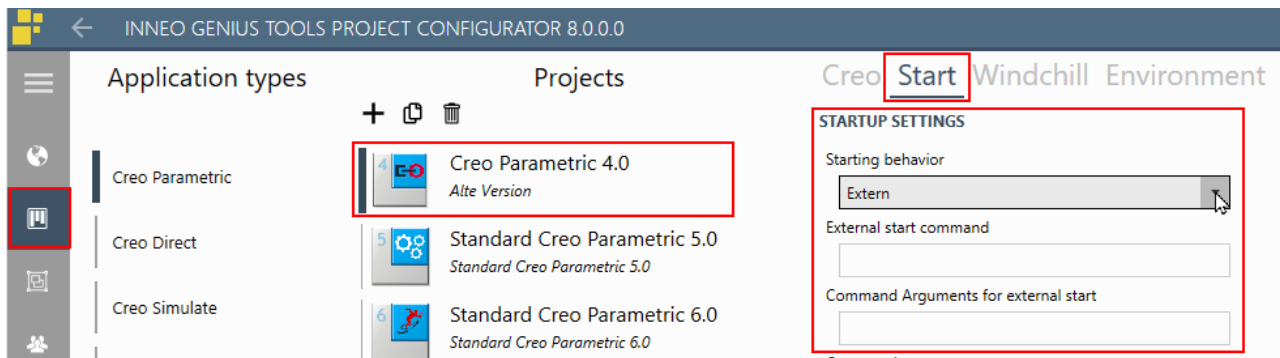 INNEO GENIUS TOOLS PROJECT CONFIGURATOR 8.0.0.0
Application types
Creo Parametric
Creo Direct
Creo Simulate
Projects
4
Creo Parametric 4.0
Alte Version
5
Standard Creo Parametric 5.0
Standard Creo Parametric 5.0
6
Standard Creo Parametric 6.0
Standard Creo Parametric 6.0
Creo Start Windchill Environment
STARTUP SETTINGS
Starting behavior
Extern
External start command
Command Arguments for external start